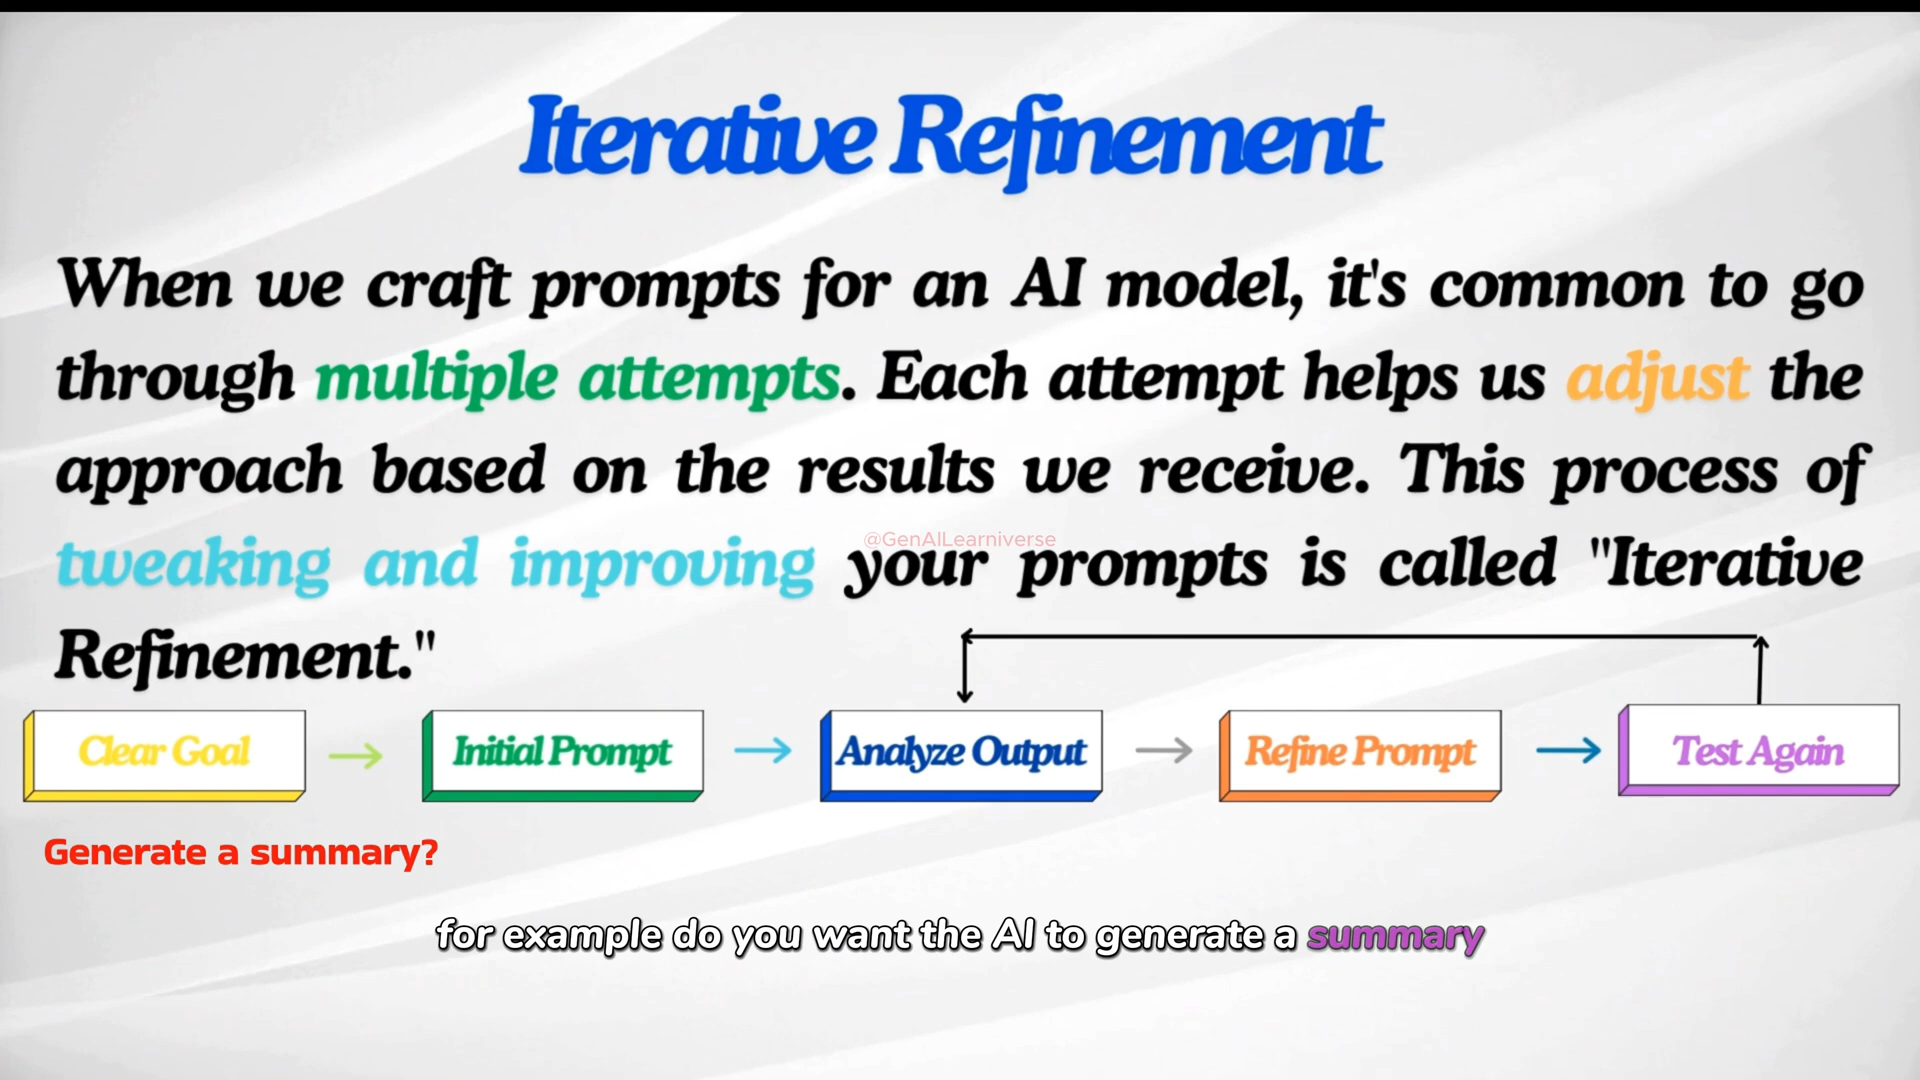 Iterative Refinement
When we craft prompts for an AI model, it's common to go
through multiple attempts. Each attempt helps us adjust the
approach based on the results we receive. This process of
@GenAILearniverse
tweaking and improving your prompts is called "Iterative
Refinement."
Clear Goal
Initial Prompt
Analyze Output
Refine Prompt
Test Again
Generate a summary?
for example do you want the AI to generate a summary